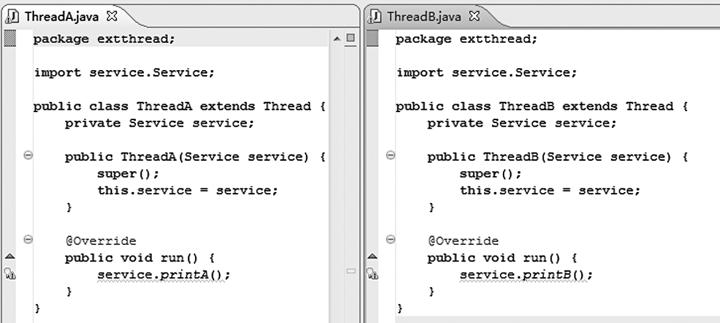 ThreadA.java
package extthread;
import service.Service;
public class ThreadA extends Thread {
private Service service;
public ThreadA(Service service) {
super();
this.service = service;
}
@Override
public void run() {
service.printA();
}
}
ThreadB.java
package extthread;
import service.Service;
public class ThreadB extends Thread {
private Service service;
public ThreadB(Service service) {
super();
this.service = service;
}
@Override
public void run() {
service.printB();
}
}